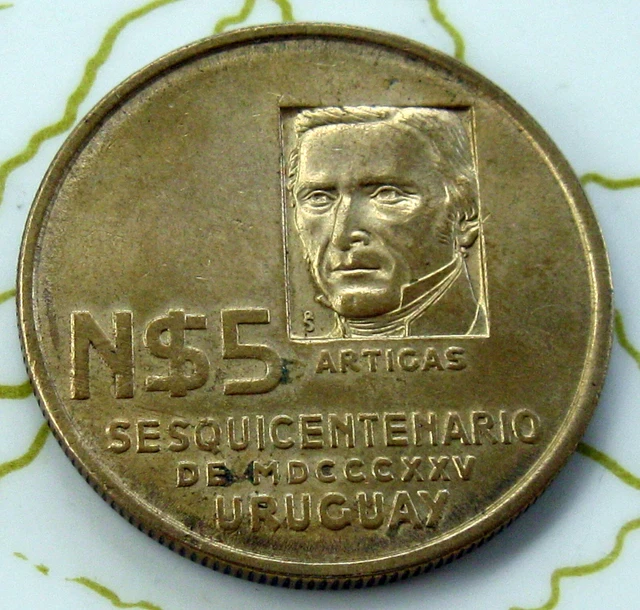 N$5
ARTIGAS
SESQUICENTENARIO
DE MDCCCXXV
URUGUAY